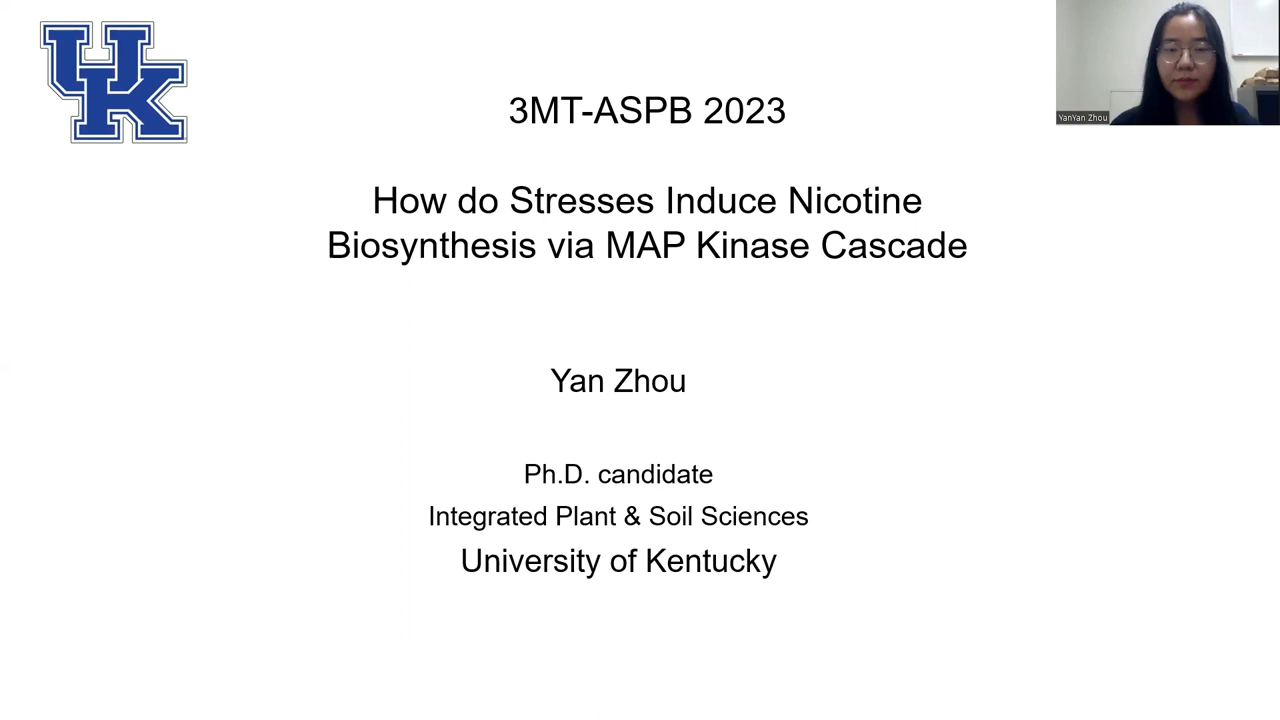 UK
3MT-ASPB 2023
YanYan Zhou
How do Stresses Induce Nicotine
Biosynthesis via MAP Kinase Cascade
Yan Zhou
Ph.D. candidate
Integrated Plant & Soil Sciences
University of Kentucky